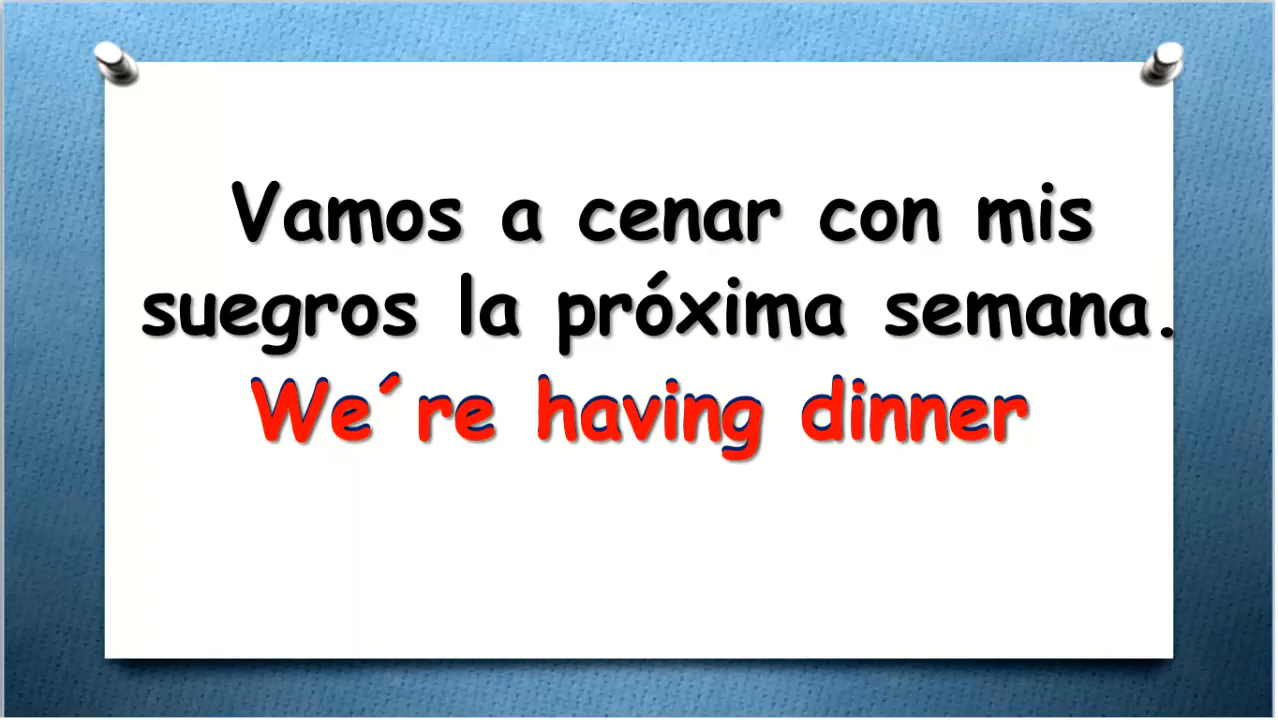 Vamos a cenar con mis
suegros la próxima semana.
We´re having dinner